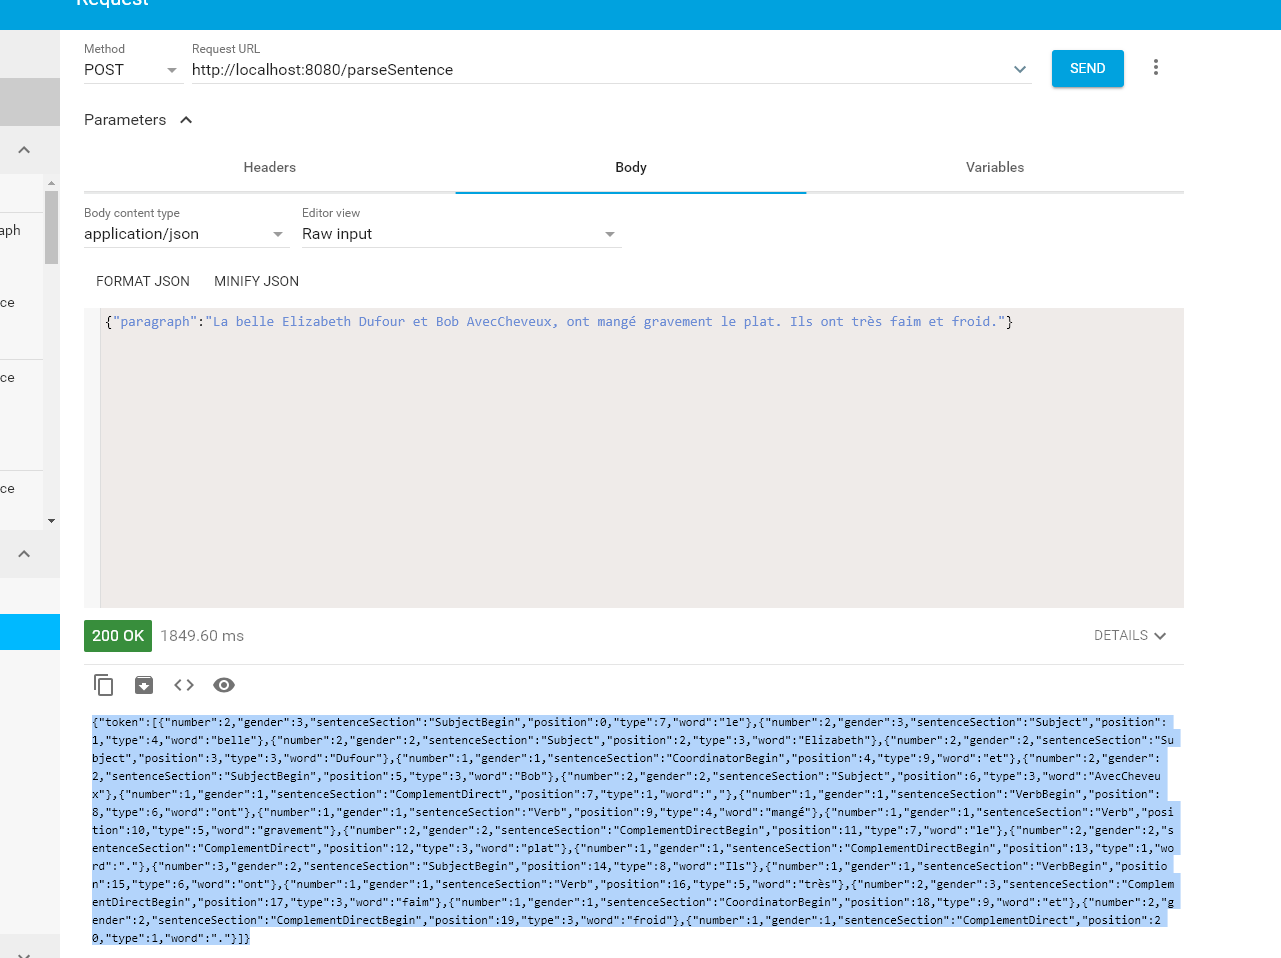 Request
Method
Request URL
POST
http://localhost:8080/parseSentence
SEND
Parameters
Headers
Body
Variables
aph
Body content type
Editor view
application/json
Raw input
FORMAT JSON
MINIFY JSON
ce
{"paragraph":"La belle Elizabeth Dufour et Bob AvecCheveux, ont mangé gravement le plat. Ils ont très faim et froid."}
ce
ce
200 OK
1849.60 ms
DETAILS
{"token":[{"number":2,"gender":3,"sentenceSection":"SubjectBegin","position":0,"type":7,"word":"le"},{"number":2,"gender":3,"sentenceSection":"Subject","position":
1,"type":4,"word":"belle"},{"number":2,"gender":2,"sentenceSection":"Subject","position":2,"type":3,"word":"Elizabeth"},{"number":2,"gender":2,"sentenceSection":"Su
bject","position":3,"type":3,"word":"Dufour"},{"number":1,"gender":1,"sentenceSection":"CoordinatorBegin","position":4,"type":9,"word":"et"},{"number":2,"gender":
2,"sentenceSection":"SubjectBegin","position":5,"type":3,"word":"Bob"},{"number":2,"gender":2,"sentenceSection":"Subject","position":6,"type":3,"word":"AvecCheveu
x"},{"number":1,"gender":1,"sentenceSection":"ComplementDirect","position":7,"type":1,"word":","},{"number":1,"gender":1,"sentenceSection":"VerbBegin","position":
8,"type":6,"word":"ont"},{"number":1,"gender":1,"sentenceSection":"Verb","position":9,"type":4,"word":"mangé"},{"number":1,"gender":1,"sentenceSection":"Verb","posi
tion":10,"type":5,"word":"gravement"},{"number":2,"gender":2,"sentenceSection":"ComplementDirectBegin","position":11,"type":7,"word":"le"},{"number":2,"gender":2,"s
entenceSection":"ComplementDirect","position":12,"type":3,"word":"plat"},{"number":1,"gender":1,"sentenceSection":"ComplementDirectBegin","position":13,"type":1,"wo
rd":"."},{"number":3,"gender":2,"sentenceSection":"SubjectBegin","position":14,"type":8,"word":"Ils"},{"number":1,"gender":1,"sentenceSection":"VerbBegin","positio
n":15,"type":6,"word":"ont"},{"number":1,"gender":1,"sentenceSection":"Verb","position":16,"type":5,"word":"très"},{"number":2,"gender":3,"sentenceSection":"Complem
entDirectBegin","position":17,"type":3,"word":"faim"},{"number":1,"gender":1,"sentenceSection":"CoordinatorBegin","position":18,"type":9,"word":"et"},{"number":2,"g
ender":2,"sentenceSection":"ComplementDirectBegin","position":19,"type":3,"word":"froid"},{"number":1,"gender":1,"sentenceSection":"ComplementDirect","position":2
0,"type":1,"word":"."}]}